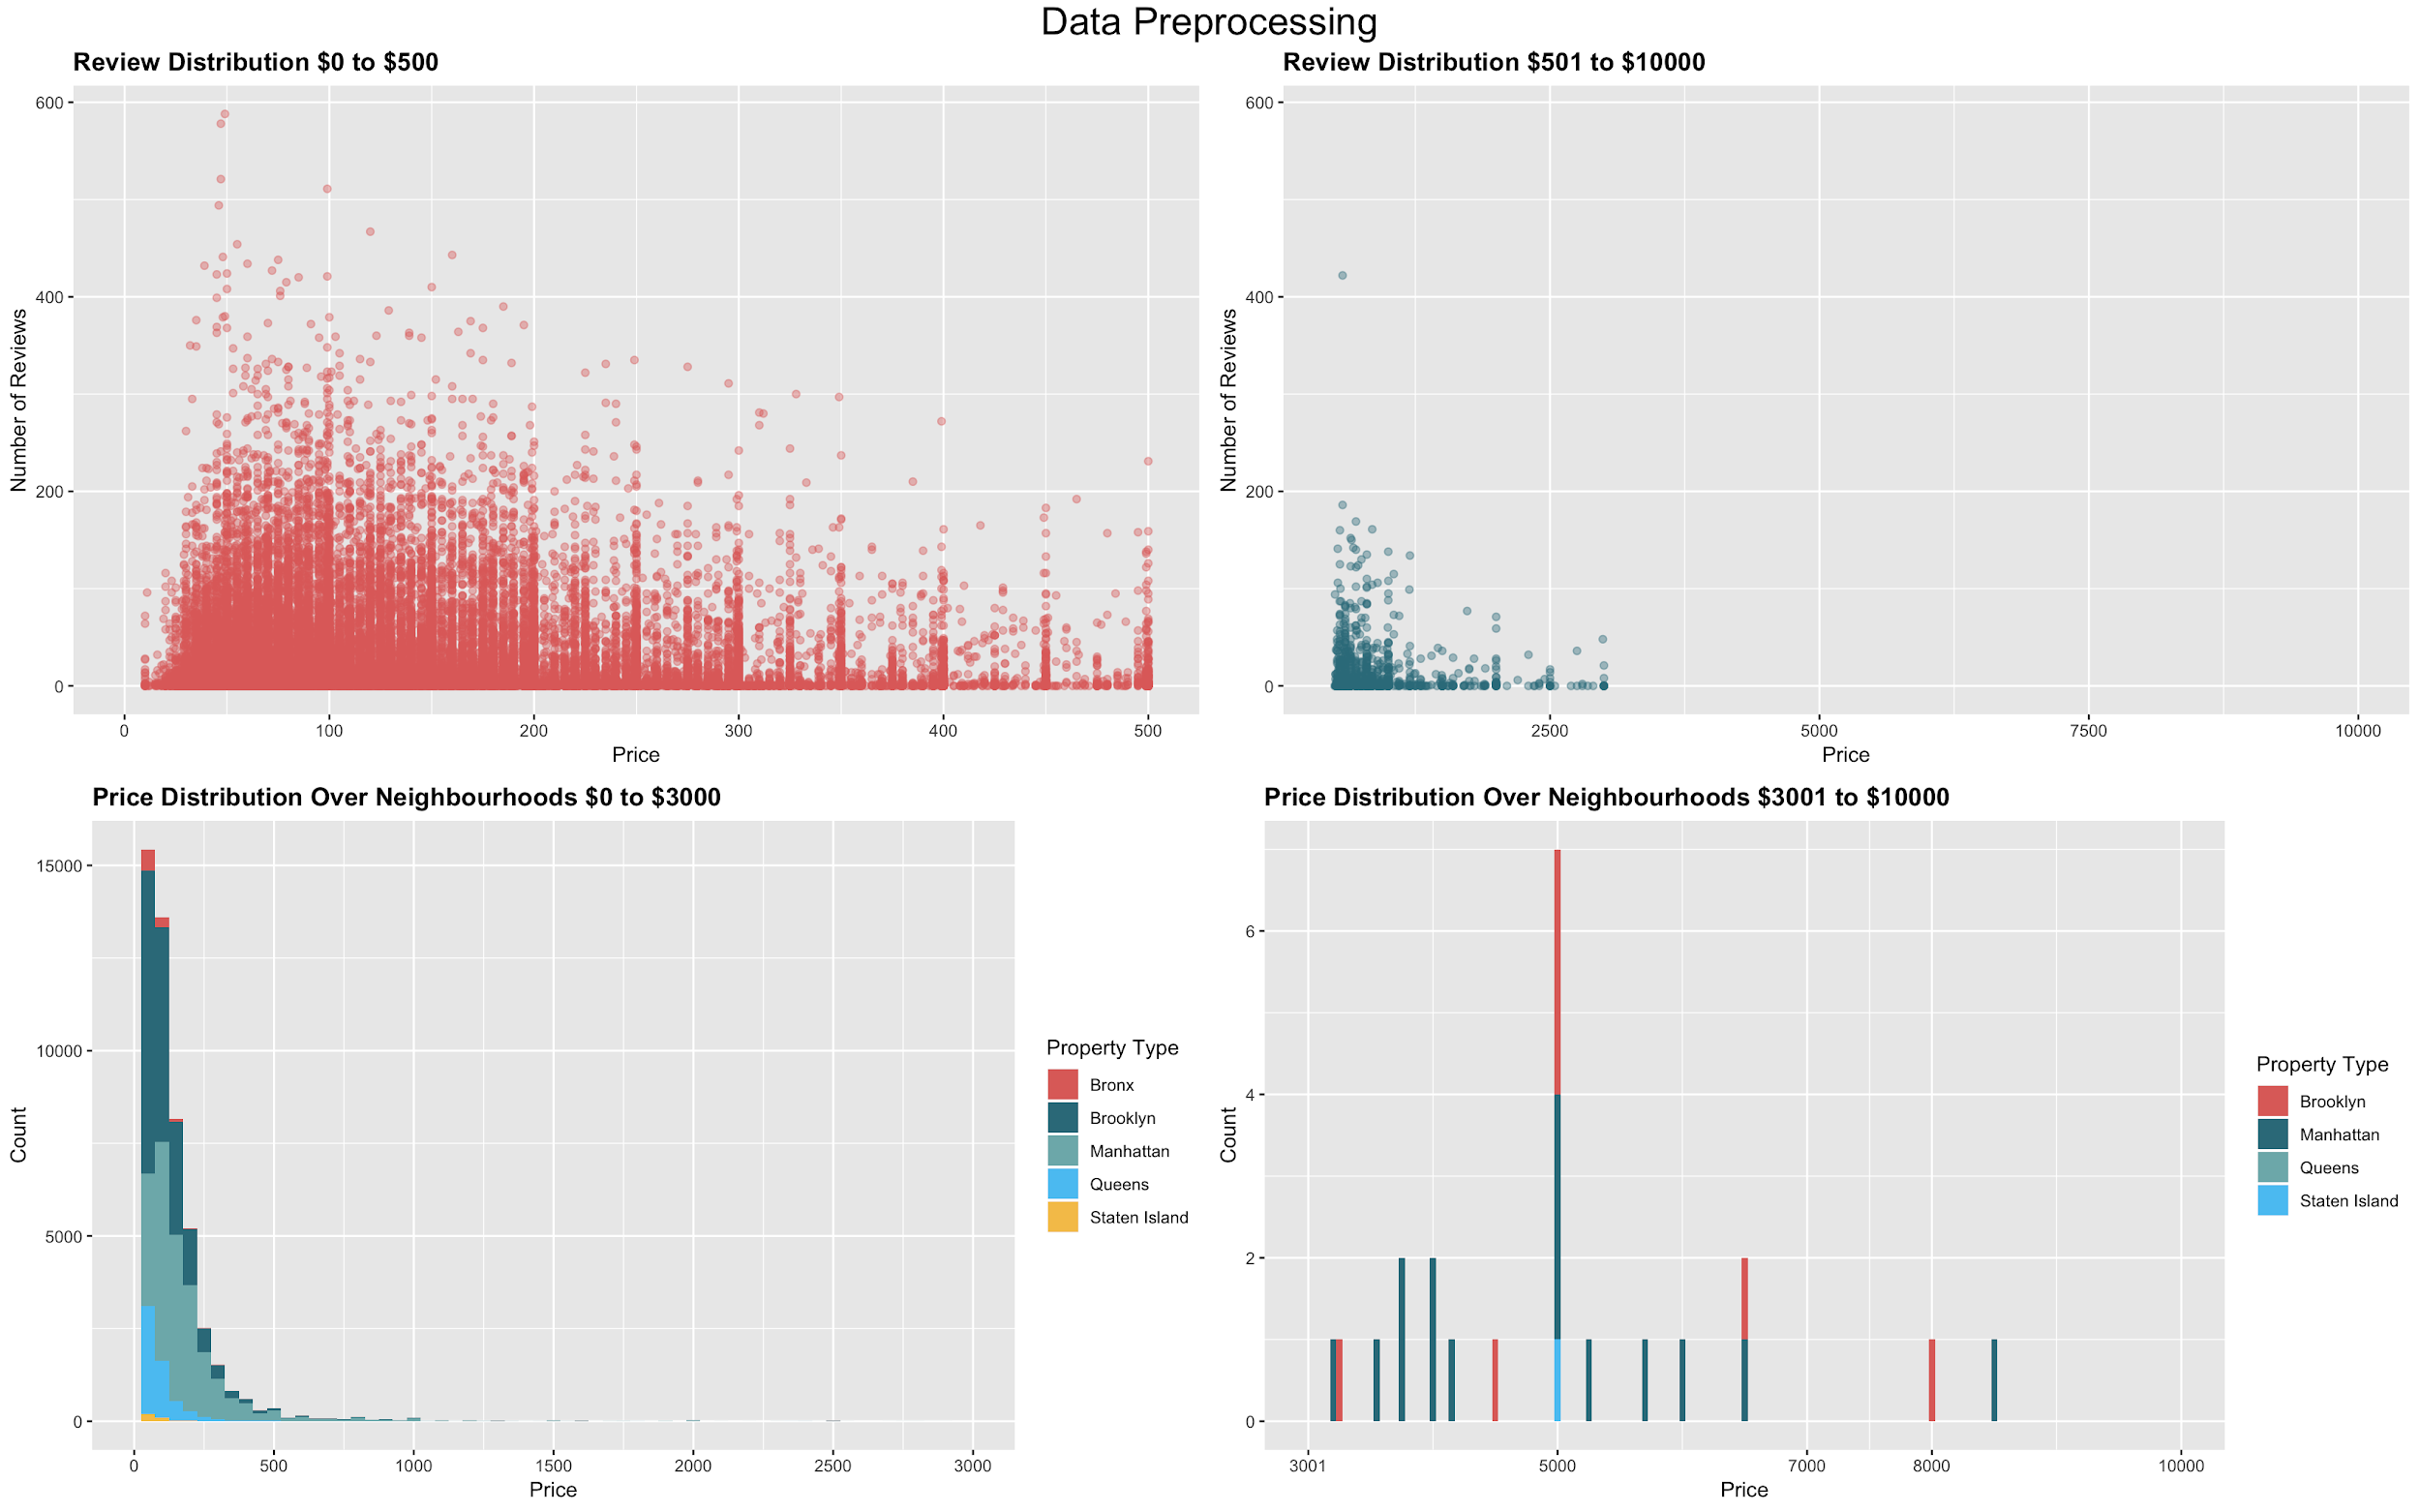 Data Preprocessing
Review Distribution $0 to $500
600
400
200
0
Number of Reviews
0 100 200 300 400 500
Price
Review Distribution $501 to $10000
600
400
200
0
Number of Reviews
2500 5000 7500 10000
Price
Price Distribution Over Neighbourhoods $0 to $3000
15000
10000
5000
0
Count
0 500 1000 1500 2000 2500 3000
Price
Property Type
Bronx
Brooklyn
Manhattan
Queens
Staten Island
Price Distribution Over Neighbourhoods $3001 to $10000
6
4
2
0
Count
3001 5000 7000 8000 10000
Price
Property Type
Brooklyn
Manhattan
Queens
Staten Island